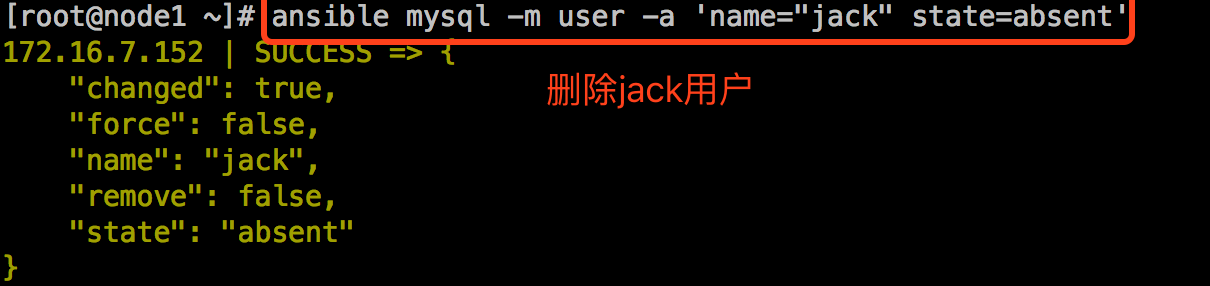 [root@node1 ~]# ansible mysql -m user -a 'name="jack" state=absent'
172.16.7.152 | SUCCESS => {
    "changed": true,
删除jack用户
    "force": false,
    "name": "jack",
    "remove": false,
    "state": "absent"
}